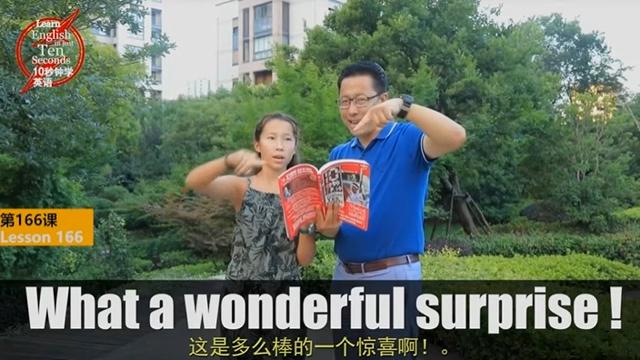 Learn
English
in just
Ten
Seconds
10秒钟学
英语
第166课
Lesson 166
What a wonderful surprise !
这是多么棒的一个惊喜啊！。